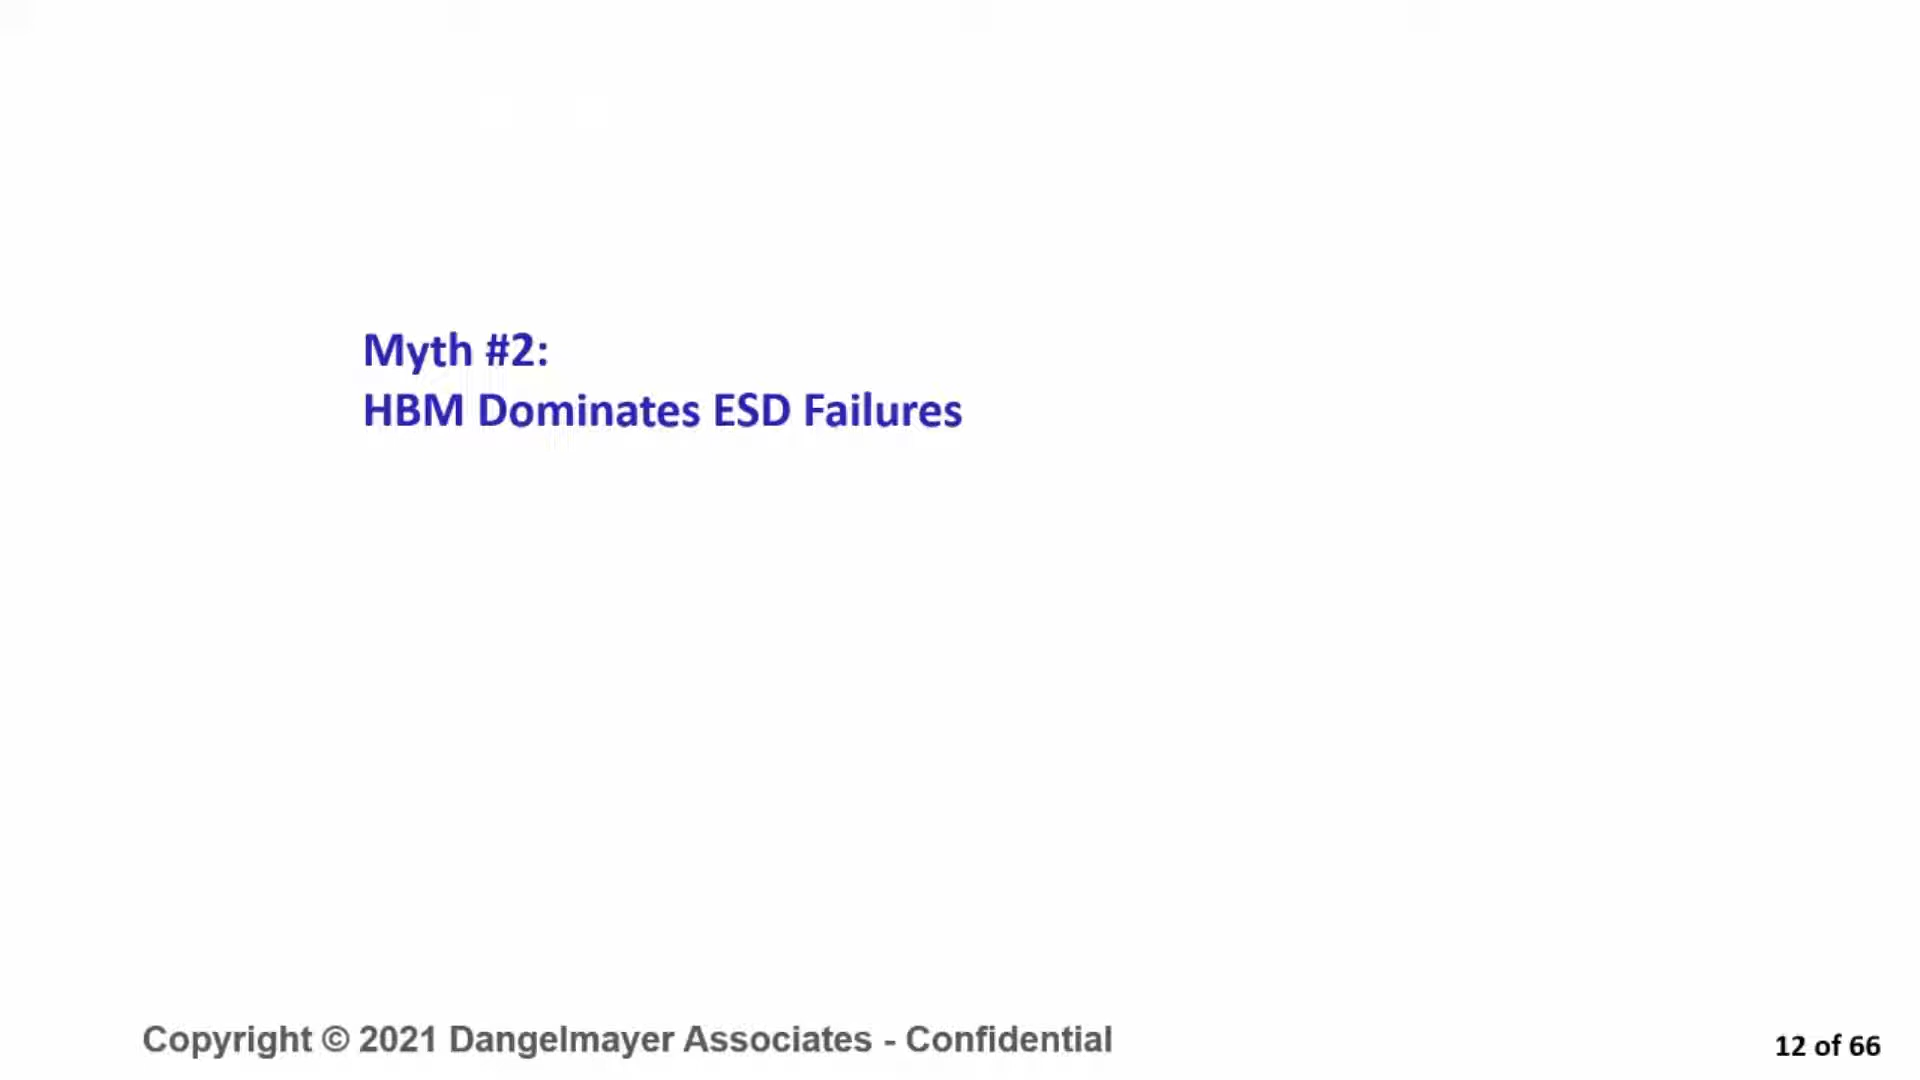 Myth #2:
HBM Dominates ESD Failures
Copyright © 2021 Dangelmayer Associates - Confidential
12 of 66